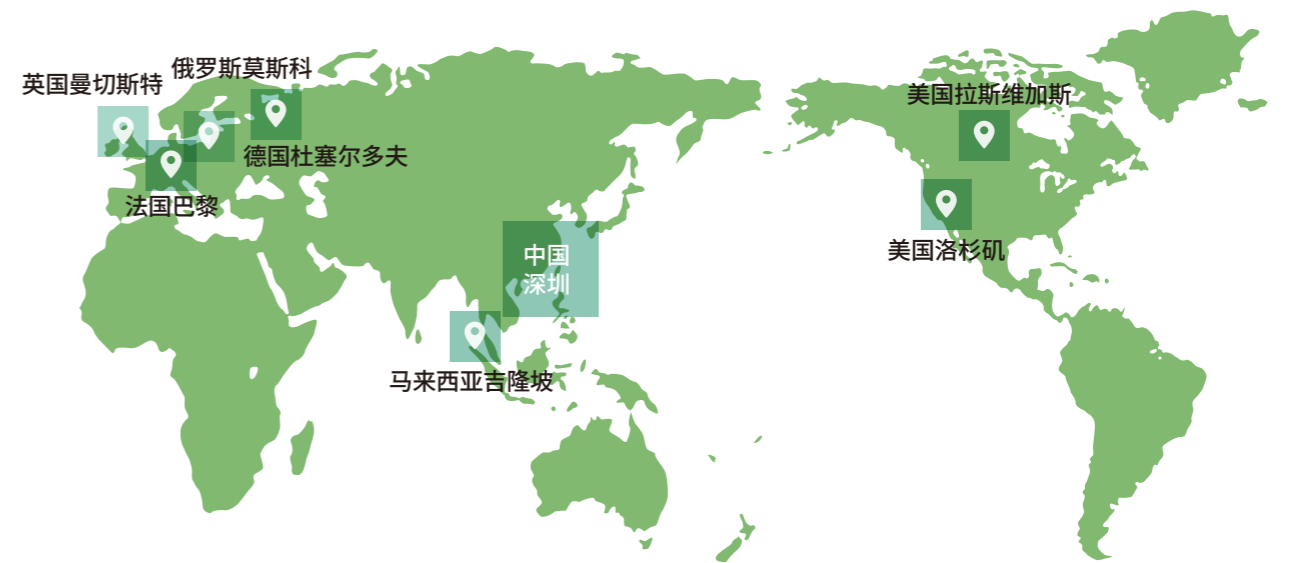 俄罗斯莫斯科
英国曼切斯特
美国拉斯维加斯
德国杜塞尔多夫
法国巴黎
美国洛杉矶
中国
深圳
马来西亚吉隆坡